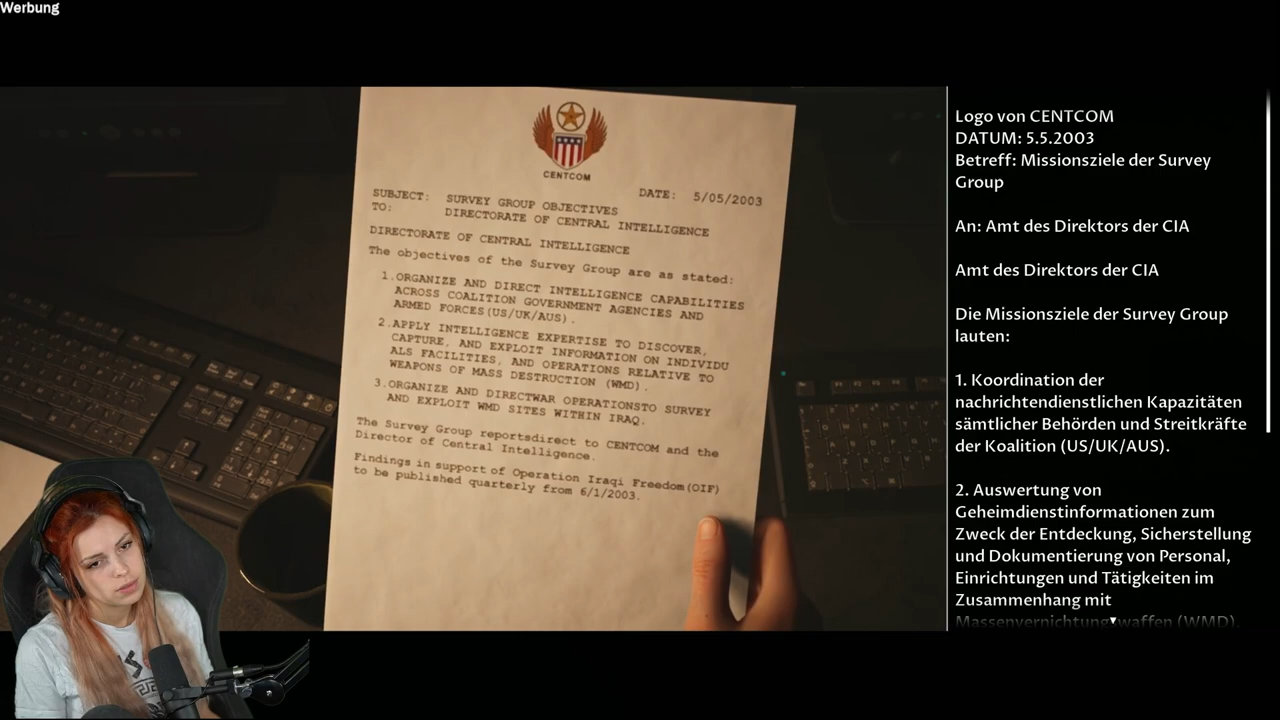 Werbung
CENTCOM
DATE: 5/05/2003
SUBJECT: SURVEY GROUP OBJECTIVES
TO: DIRECTORATE OF CENTRAL INTELLIGENCE
DIRECTORATE OF CENTRAL INTELLIGENCE
The objectives of the Survey Group are as stated:
1.ORGANIZE AND DIRECT INTELLIGENCE CAPABILITIES
ACROSS COALITION GOVERNMENT AGENCIES AND
ARMED FORCES(US/UK/AUS).
2.APPLY INTELLIGENCE EXPERTISE TO DISCOVER,
CAPTURE, AND EXPLOIT INFORMATION ON INDIVIDU
ALS FACILITIES, AND OPERATIONS RELATIVE TO
WEAPONS OF MASS DESTRUCTION (WMD).
3.ORGANIZE AND DIRECTWAR OPERATIONSTO SURVEY
AND EXPLOIT WMD SITES WITHIN IRAQ.
The Survey Group reportsdirect to CENTCOM and the
Director of Central Intelligence.
Findings in support of Operation Iraqi Freedom(OIF)
to be published quarterly from 6/1/2003.
Logo von CENTCOM
DATUM: 5.5.2003
Betreff: Missionsziele der Survey
Group
An: Amt des Direktors der CIA
Amt des Direktors der CIA
Die Missionsziele der Survey Group
lauten:
1. Koordination der
nachrichtendienstlichen Kapazitäten
sämtlicher Behörden und Streitkräfte
der Koalition (US/UK/AUS).
2. Auswertung von
Geheimdienstinformationen zum
Zweck der Entdeckung, Sicherstellung
und Dokumentierung von Personal,
Einrichtungen und Tätigkeiten im
Zusammenhang mit
Massenvernichtungswaffen (WMD).